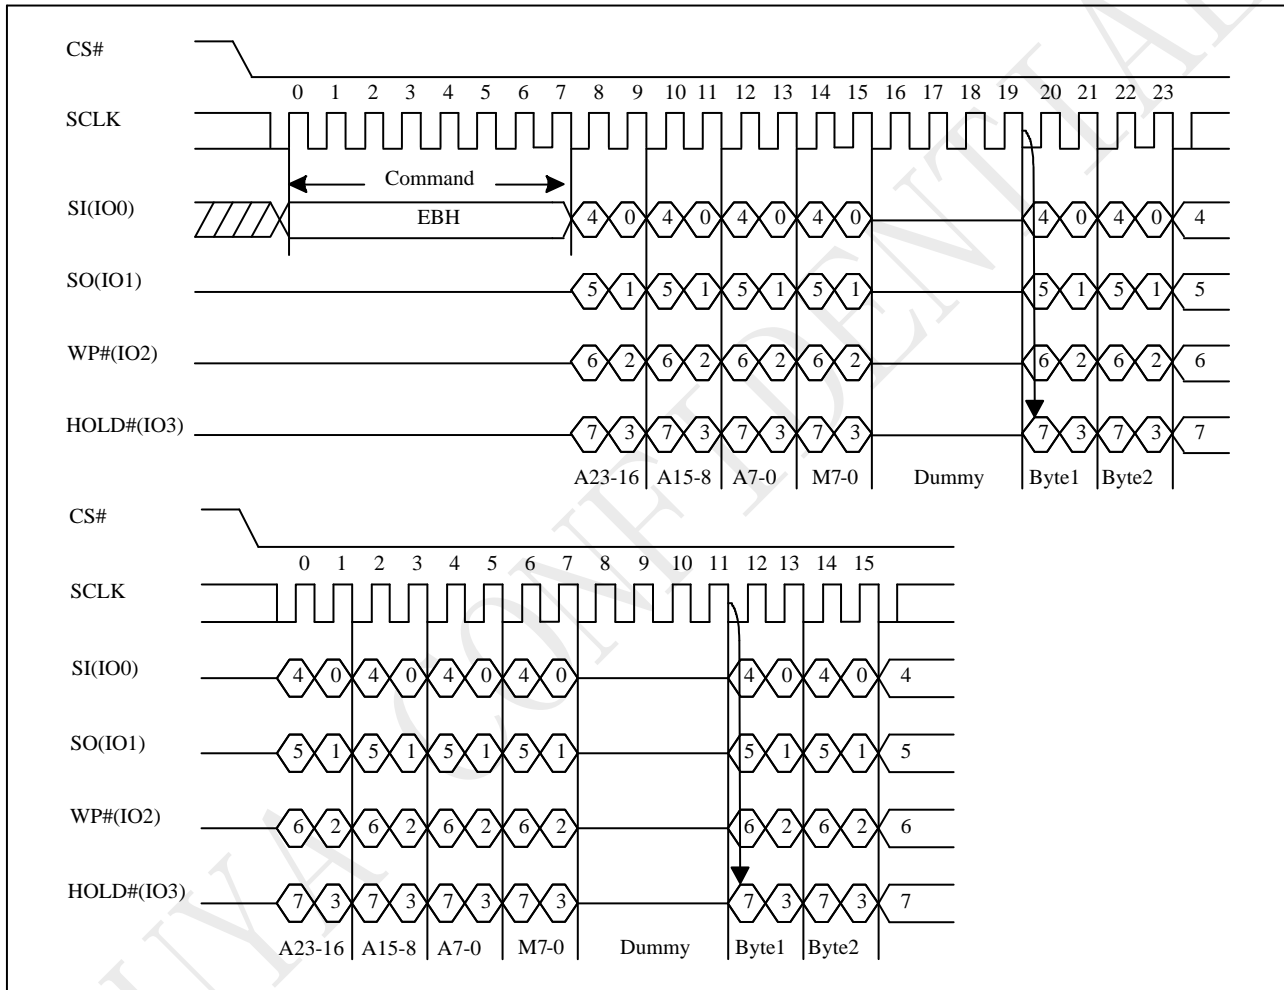 CS#
0 1 2 3 4 5 6 7 8 9 10 11 12 13 14 15 16 17 18 19 20 21 22 23
SCLK
Command
SI(IO0) EBH 4 0 4 0 4 0 4 0 4 0 4 0 4
SO(IO1) 5 1 5 1 5 1 5 1 5 1 5 1 5
WP#(IO2) 6 2 6 2 6 2 6 2 6 2 6 2 6
HOLD#(IO3) 7 3 7 3 7 3 7 3 7 3 7 3 7
A23-16 A15-8 A7-0 M7-0 Dummy Byte1 Byte2
CS#
0 1 2 3 4 5 6 7 8 9 10 11 12 13 14 15
SCLK
SI(IO0) 4 0 4 0 4 0 4 0 4 0 4 0 4
SO(IO1) 5 1 5 1 5 1 5 1 5 1 5 1 5
WP#(IO2) 6 2 6 2 6 2 6 2 6 2 6 2 6
HOLD#(IO3) 7 3 7 3 7 3 7 3 7 3 7 3 7
A23-16 A15-8 A7-0 M7-0 Dummy Byte1 Byte2
UYA CONFIDENTIAL